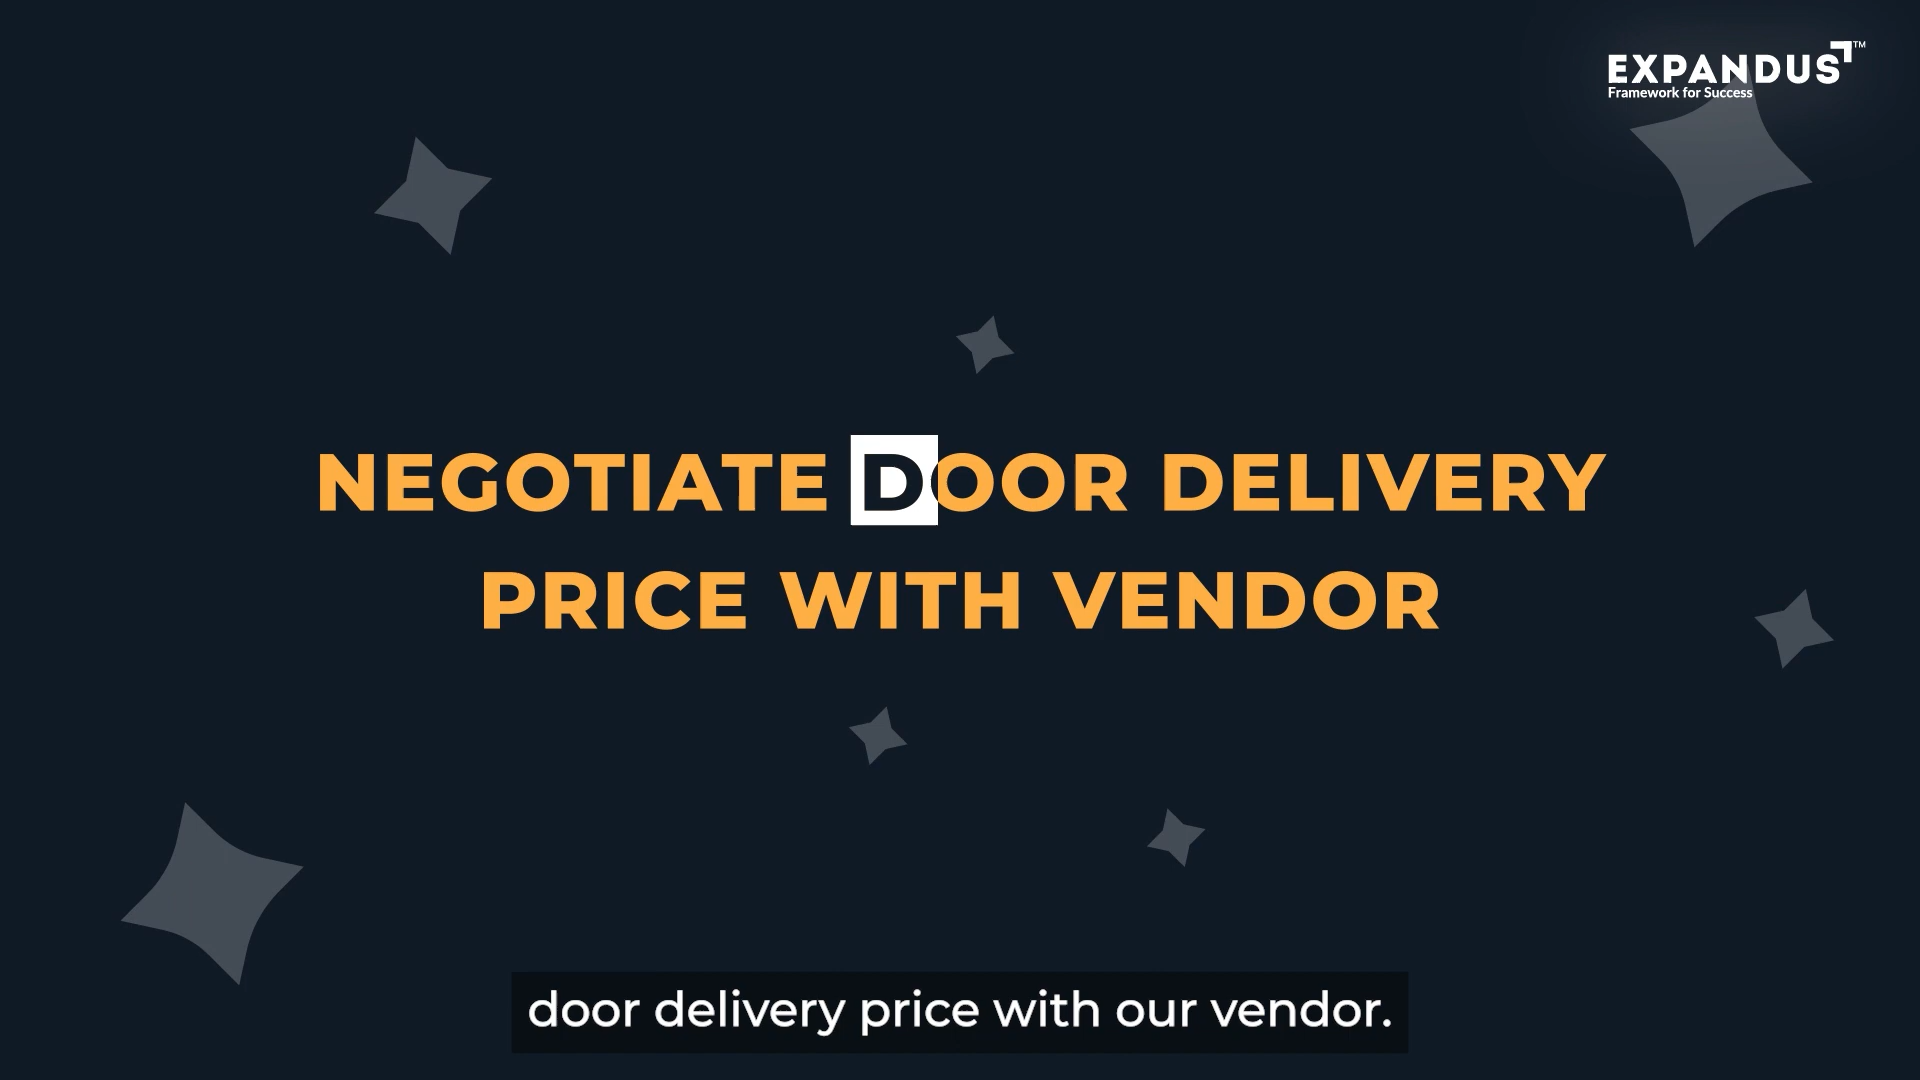 EXPANDUS™
Framework for Success
NEGOTIATE DOOR DELIVERY
PRICE WITH VENDOR
door delivery price with our vendor.